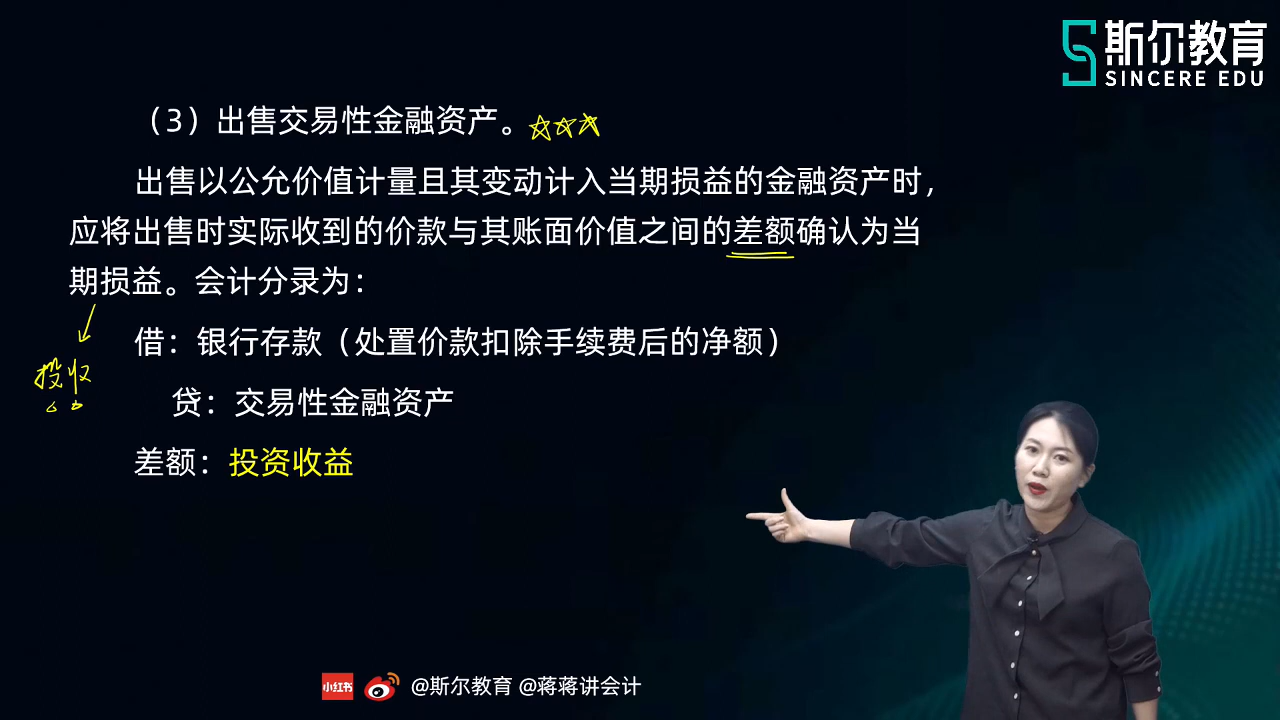 斯尔教育
SINCERE EDU
（3）出售交易性金融资产。
出售以公允价值计量且其变动计入当期损益的金融资产时，
应将出售时实际收到的价款与其账面价值之间的差额确认为当
期损益。会计分录为：
借：银行存款（处置价款扣除手续费后的净额）
投收
贷：交易性金融资产
差额：投资收益
小红书 @斯尔教育 @蒋蒋讲会计